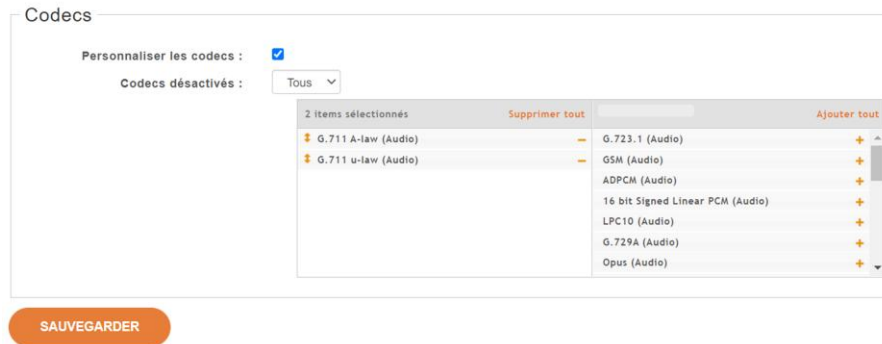 Codecs
Personnaliser les codecs :
Codecs désactivés : Tous
2 items sélectionnés Supprimer tout Ajouter tout
G.711 A-law (Audio) G.723.1 (Audio)
G.711 u-law (Audio) GSM (Audio)
ADPCM (Audio)
16 bit Signed Linear PCM (Audio)
LPC10 (Audio)
G.729A (Audio)
Opus (Audio)
SAUVEGARDER